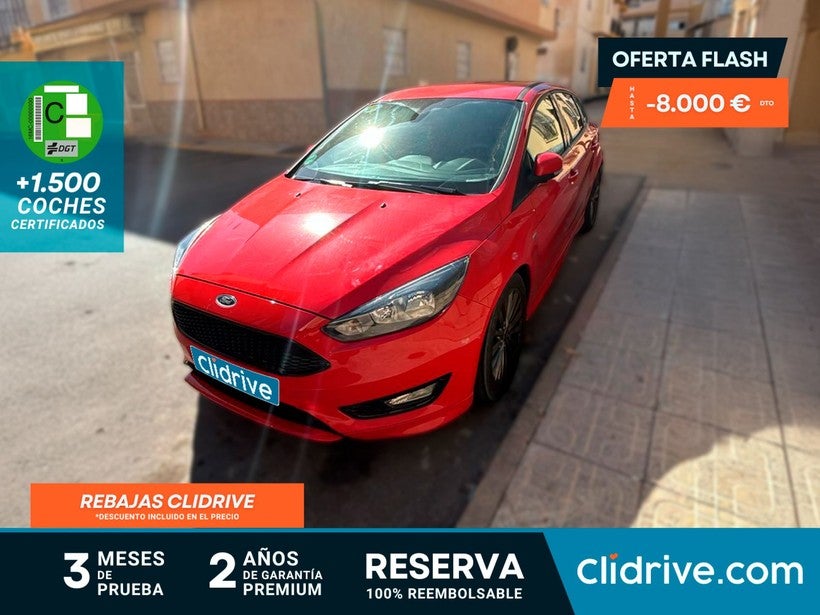 OFERTA FLASH
HASTA -8.000 € DTO
C
DGT
+1.500
COCHES
CERTIFICADOS
Ford
clidrive
REBAJAS CLIDRIVE
*DESCUENTO INCLUIDO EN EL PRECIO
3 MESES DE PRUEBA
2 AÑOS DE GARANTÍA PREMIUM
RESERVA
100% REEMBOLSABLE
Clidrive.com